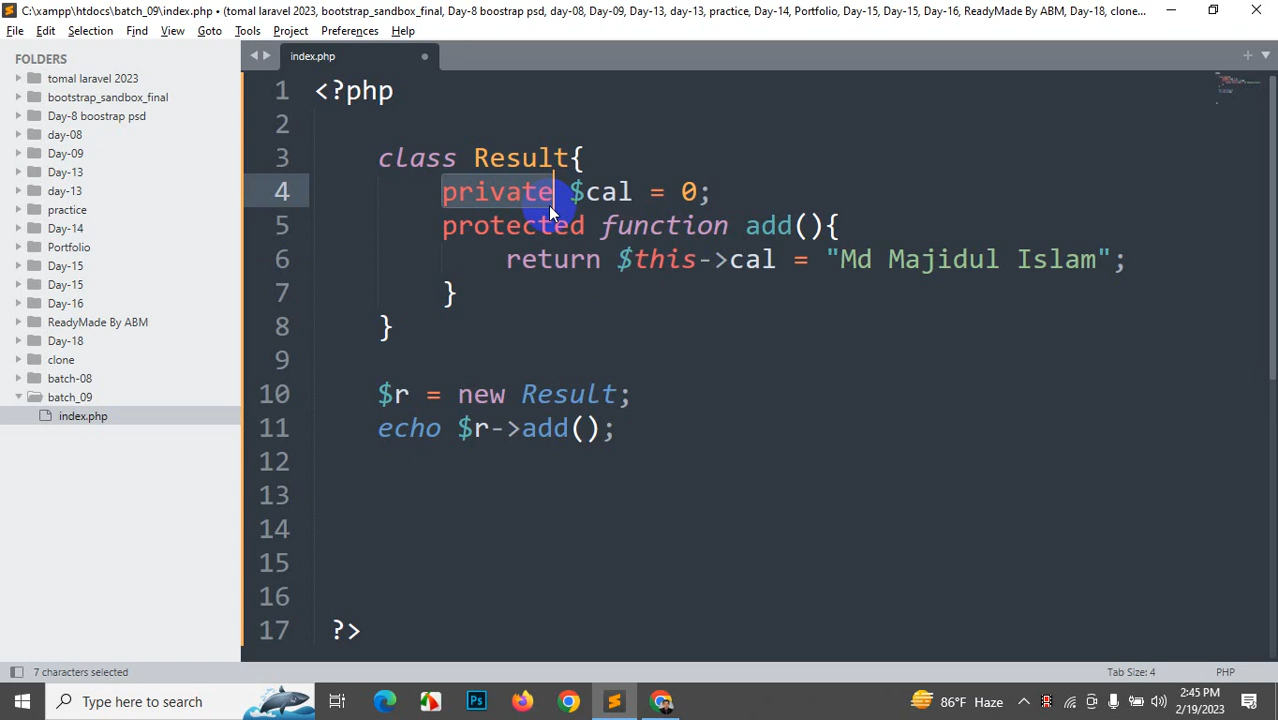 C:\xampp\htdocs\batch_09\index.php • (tomal laravel 2023, bootstrap_sandbox_final, Day-8 boostrap psd, day-08, Day-09, Day-13, day-13, practice, Day-14, Portfolio, Day-15, Day-15, Day-16, ReadyMade By ABM, Day-18, clone...
File Edit Selection Find View Goto Tools Project Preferences Help
FOLDERS
tomal laravel 2023
bootstrap_sandbox_final
Day-8 boostrap psd
day-08
Day-09
Day-13
day-13
practice
Day-14
Portfolio
Day-15
Day-15
Day-16
ReadyMade By ABM
Day-18
clone
batch-08
batch_09
index.php
index.php
1 <?php
2
3 class Result{
4 private $cal = 0;
5 protected function add(){
6 return $this->cal = "Md Majidul Islam";
7 }
8 }
9
10 $r = new Result;
11 echo $r->add();
12
13
14
15
16
17 ?>
7 characters selected
Tab Size: 4
PHP
Type here to search
Ps
86°F Haze
2:45 PM
2/19/2023